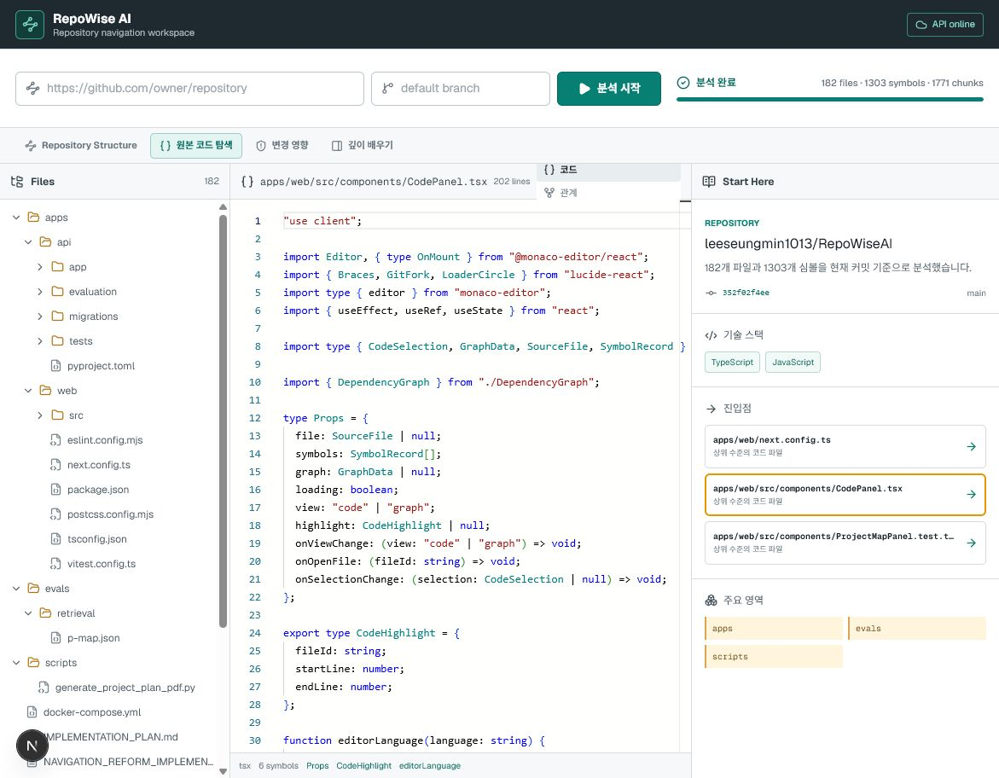 RepoWise AI
Repository navigation workspace
API online
https://github.com/owner/repository
default branch
분석 시작
분석 완료
182 files · 1303 symbols · 1771 chunks
Repository Structure
{ } 원본 코드 탐색
변경 영향
깊이 배우기
Files
182
apps
api
app
evaluation
migrations
tests
pyproject.toml
web
src
eslint.config.mjs
next.config.ts
package.json
postcss.config.mjs
tsconfig.json
vitest.config.ts
evals
retrieval
p-map.json
scripts
generate_project_plan_pdf.py
docker-compose.yml
IMPLEMENTATION_PLAN.md
NAVIGATION_REFORM_IMPLEMEN...
N
{} apps/web/src/components/CodePanel.tsx 202 lines
{ } 코드
관계
1 "use client";
2
3 import Editor, { type OnMount } from "@monaco-editor/react";
4 import { Braces, GitFork, LoaderCircle } from "lucide-react";
5 import type { editor } from "monaco-editor";
6 import { useEffect, useRef, useState } from "react";
7
8 import type { CodeSelection, GraphData, SourceFile, SymbolRecord }
9
10 import { DependencyGraph } from "./DependencyGraph";
11
12 type Props = {
13 file: SourceFile | null;
14 symbols: SymbolRecord[];
15 graph: GraphData | null;
16 loading: boolean;
17 view: "code" | "graph";
18 highlight: CodeHighlight | null;
19 onViewChange: (view: "code" | "graph") => void;
20 onOpenFile: (fileId: string) => void;
21 onSelectionChange: (selection: CodeSelection | null) => void;
22 };
23
24 export type CodeHighlight = {
25 fileId: string;
26 startLine: number;
27 endLine: number;
28 };
29
30 function editorLanguage(language: string) {
tsx 6 symbols Props CodeHighlight editorLanguage
Start Here
REPOSITORY
leeseungmin1013/RepoWiseAI
182개 파일과 1303개 심볼을 현재 커밋 기준으로 분석했습니다.
352f02f4ee
main
</> 기술 스택
TypeScript
JavaScript
진입점
apps/web/next.config.ts
상위 수준의 코드 파일
apps/web/src/components/CodePanel.tsx
상위 수준의 코드 파일
apps/web/src/components/ProjectMapPanel.test.t...
상위 수준의 코드 파일
주요 영역
apps
evals
scripts